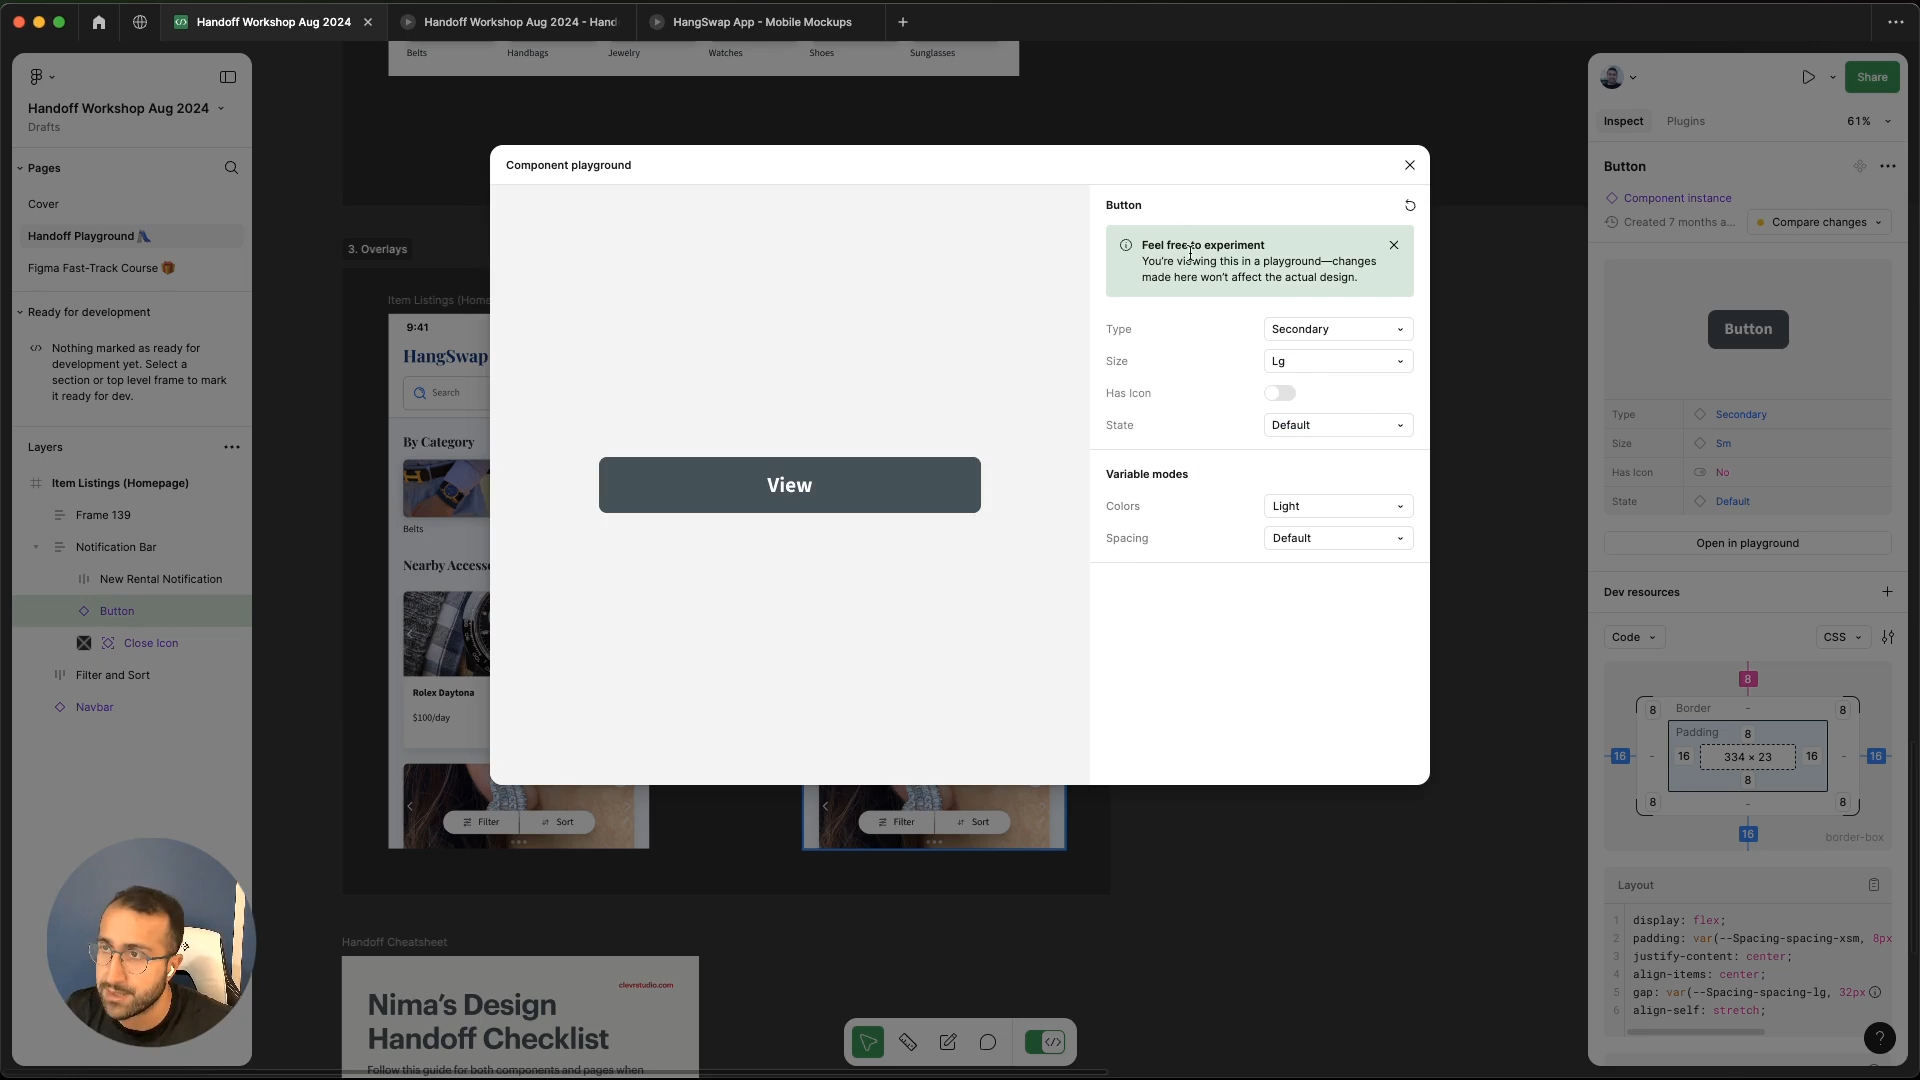 Handoff Workshop Aug 2024
Handoff Workshop Aug 2024 - Hand
HangSwap App - Mobile Mockups
Belts
Handbags
Jewelry
Watches
Shoes
Sunglasses
Handoff Workshop Aug 2024
Drafts
Pages
Cover
Handoff Playground
Figma Fast-Track Course
Ready for development
Nothing marked as ready for
development yet. Select a
section or top level frame to mark
it ready for dev.
Layers
Item Listings (Homepage)
Frame 139
Notification Bar
New Rental Notification
Button
Close Icon
Filter and Sort
Navbar
3. Overlays
Item Listings (Home
9:41
HangSwap
Search
By Category
Belts
Nearby Access
Rolex Daytona
$100/day
Filter
Sort
Filter
Sort
Handoff Cheatsheet
clevrstudio.com
Nima's Design
Handoff Checklist
Follow this guide for both components and pages when
Component playground
View
Button
Feel free to experiment
You're viewing this in a playground—changes
made here won't affect the actual design.
Type
Secondary
Size
Lg
Has Icon
State
Default
Variable modes
Colors
Light
Spacing
Default
Share
Inspect
Plugins
61%
Button
Component instance
Created 7 months a...
Compare changes
Button
Type
Secondary
Size
Sm
Has Icon
No
State
Default
Open in playground
Dev resources
Code
CSS
8
8
Border
-
8
Padding
8
16
-
16
334 × 23
16
-
16
8
8
-
8
16
border-box
Layout
1 display: flex;
2 padding: var(--Spacing-spacing-xsm, 8px
3 justify-content: center;
4 align-items: center;
5 gap: var(--Spacing-spacing-lg, 32px
6 align-self: stretch;
?